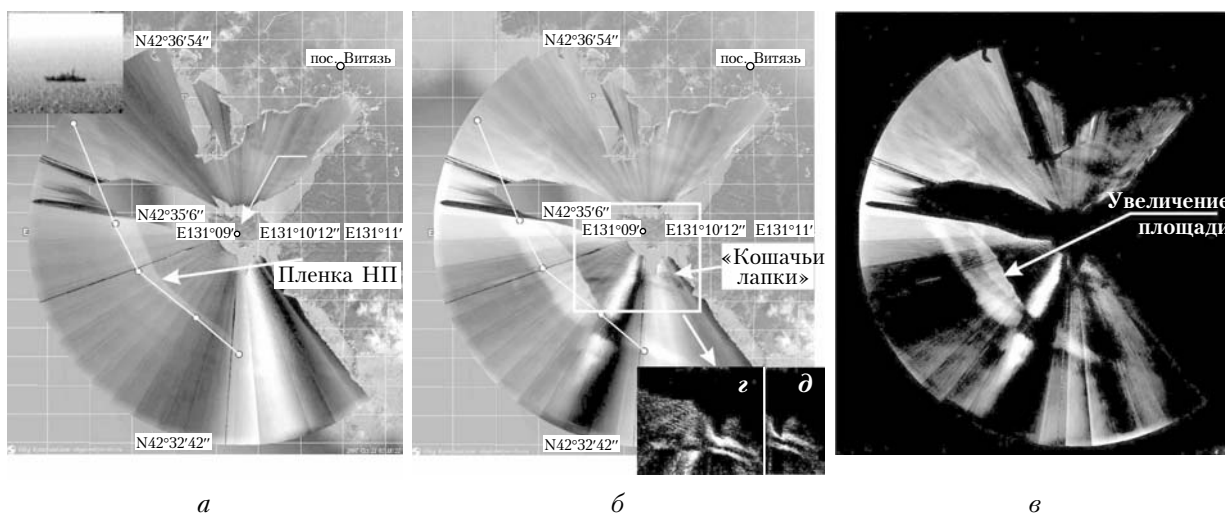 N42°36′54″
пос. Витязь
N42°35′6″
E131°09′
E131°10′12″
E131°11′
Пленка НП
N42°32′42″
а
N42°36′54″
пос. Витязь
N42°35′6″
E131°09′
E131°10′12″
E131°11′
«Кошачьи
лапки»
г
д
N42°32′42″
б
Увеличение
площади
в